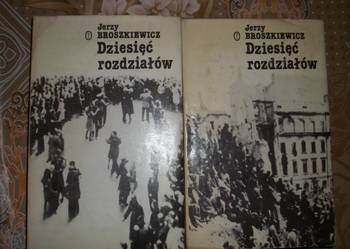 Jerzy
BROSZKIEWICZ
Dziesięć
rozdziałów
Jerzy
BROSZKIEWICZ
Dziesięć
rozdziałów